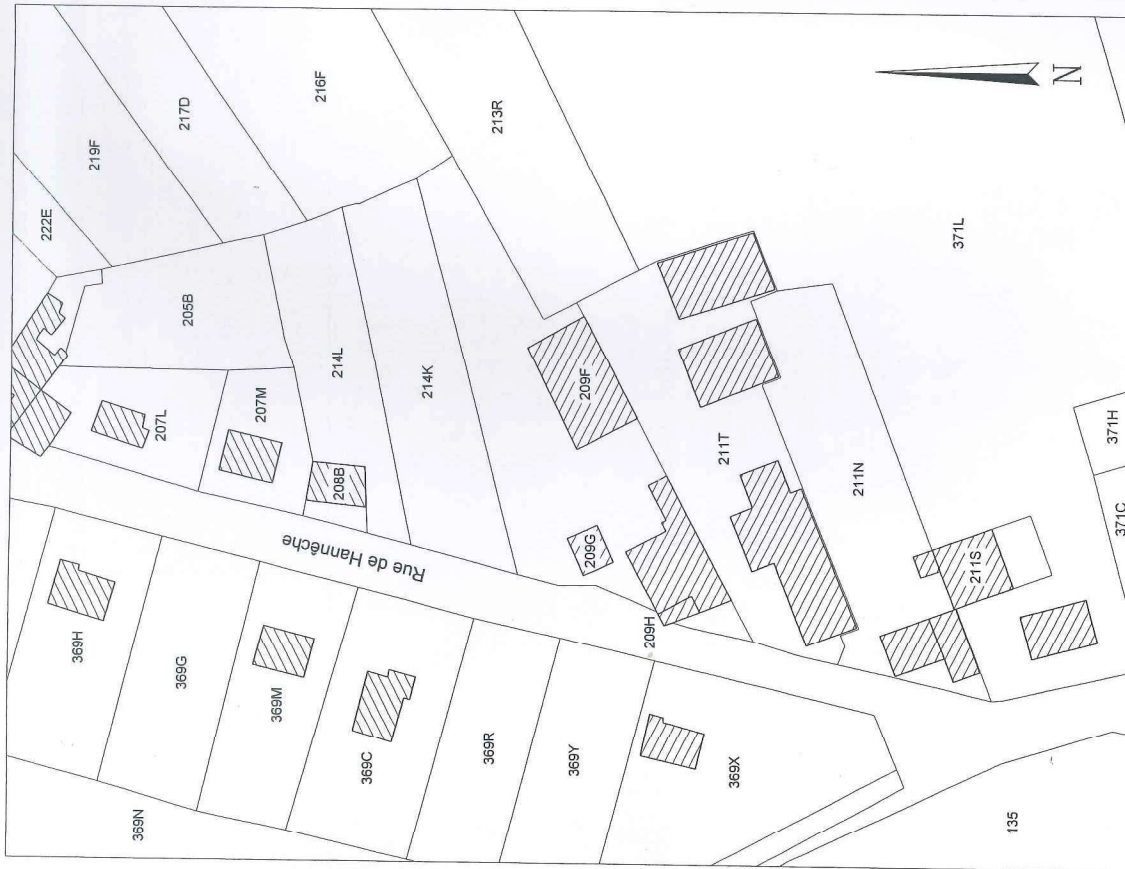 222E
219F
217D
216F
213R
205B
207L
207M
208B
214L
214K
209F
209G
209H
211T
211N
211S
371L
371H
371C
Rue de Hannêche
369H
369G
369M
369C
369R
369Y
369X
369N
135
N